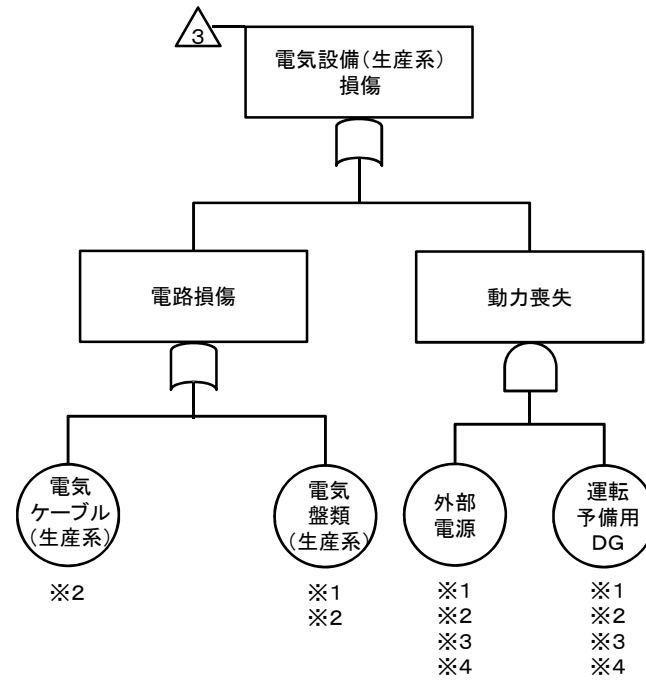 3
電気設備(生産系)
損傷
電路損傷
動力喪失
電気
ケーブル
(生産系)
※2
電気
盤類
(生産系)
※1
※2
外部
電源
※1
※2
※3
※4
運転
予備用
DG
※1
※2
※3
※4